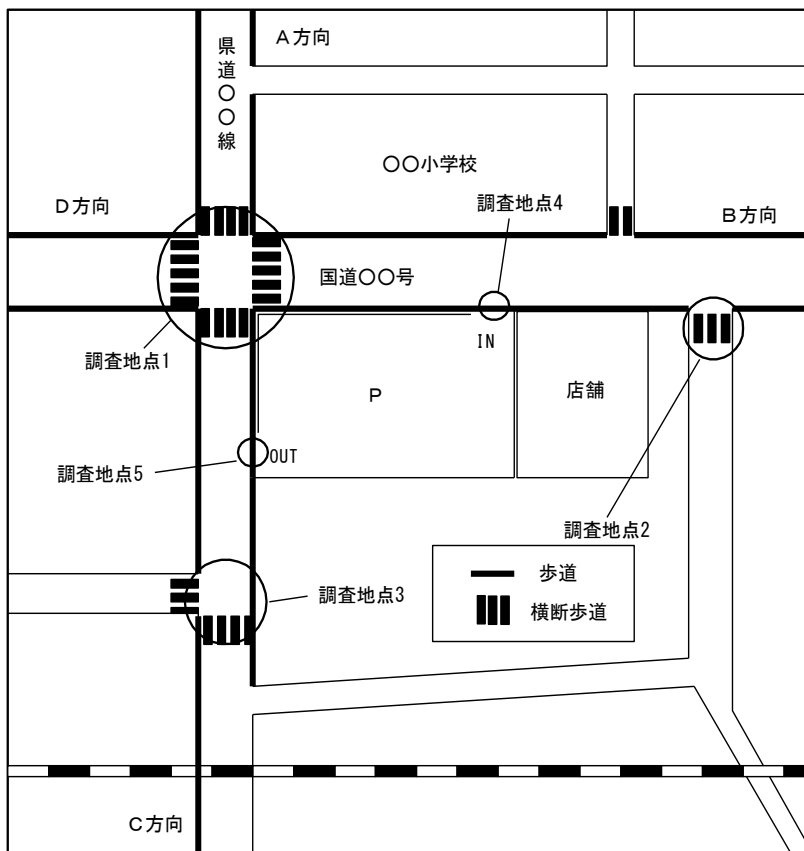 A方向
県道〇〇線
〇〇小学校
調査地点4
D方向
B方向
国道〇〇号
調査地点1
IN
P
店舗
OUT
調査地点5
調査地点2
調査地点3
歩道
横断歩道
C方向